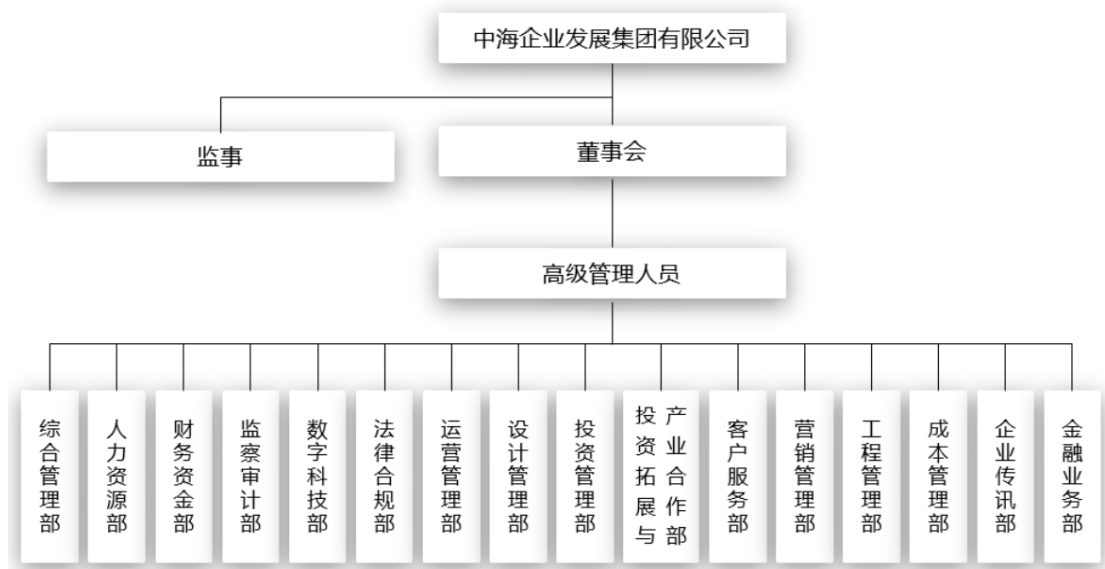 中海企业发展集团有限公司
监事
董事会
高级管理人员
综合管理部
人力资源部
财务资金部
监察审计部
数字科技部
法律合规部
运营管理部
设计管理部
投资管理部
投资拓展与
产业合作部
客户服务部
营销管理部
工程管理部
成本管理部
企业传讯部
金融业务部